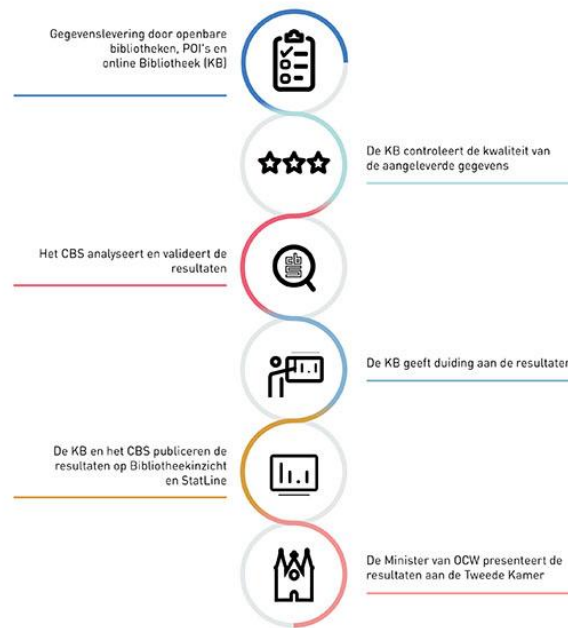 Gegevenslevering door openbare
bibliotheken, POI's en
online Bibliotheek (KB)
De KB controleert de kwaliteit van
de aangeleverde gegevens
Het CBS analyseert en valideert de
resultaten
De KB geeft duiding aan de resultaten
De KB en het CBS publiceren de
resultaten op Bibliotheekinzicht
en StatLine
De Minister van OCW presenteert de
resultaten aan de Tweede Kamer